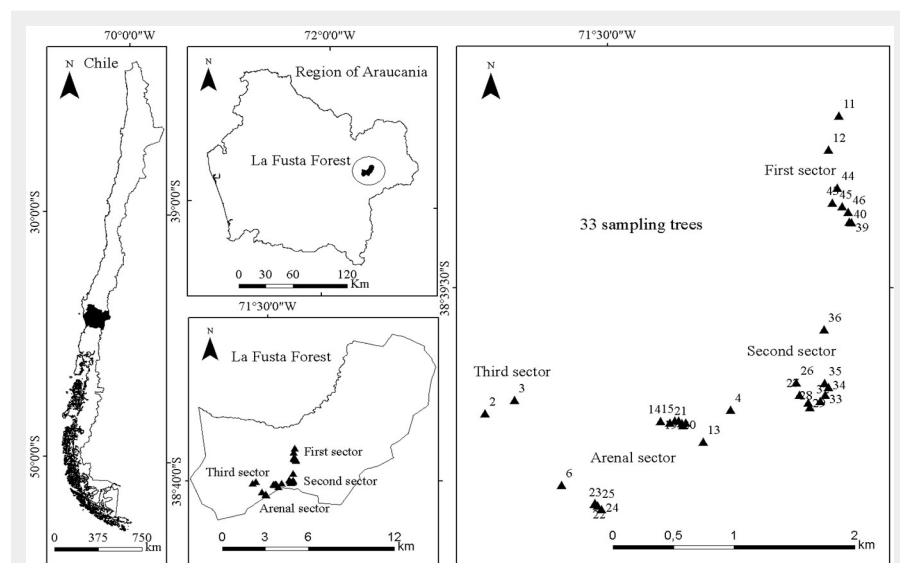 70°0'0"W
72°0'0"W
71°30'0"W
N
Chile
30°0'0"S
50°0'0"S
0 375 750
km
N
Region of Araucania
La Fusta Forest
39°0'0"S
0 30 60 120
Km
71°30'0"W
N
La Fusta Forest
First sector
Third sector
Second sector
Arenal sector
38°40'0"S
0 3 6 12
km
N
11
12
First sector
44
45
46
40
39
33 sampling trees
38°39'30"S
36
Second sector
26
35
34
33
28
Third sector
3
2
4
14 15 21
13
Arenal sector
6
23 25
24
22
0 0,5 1 2
km